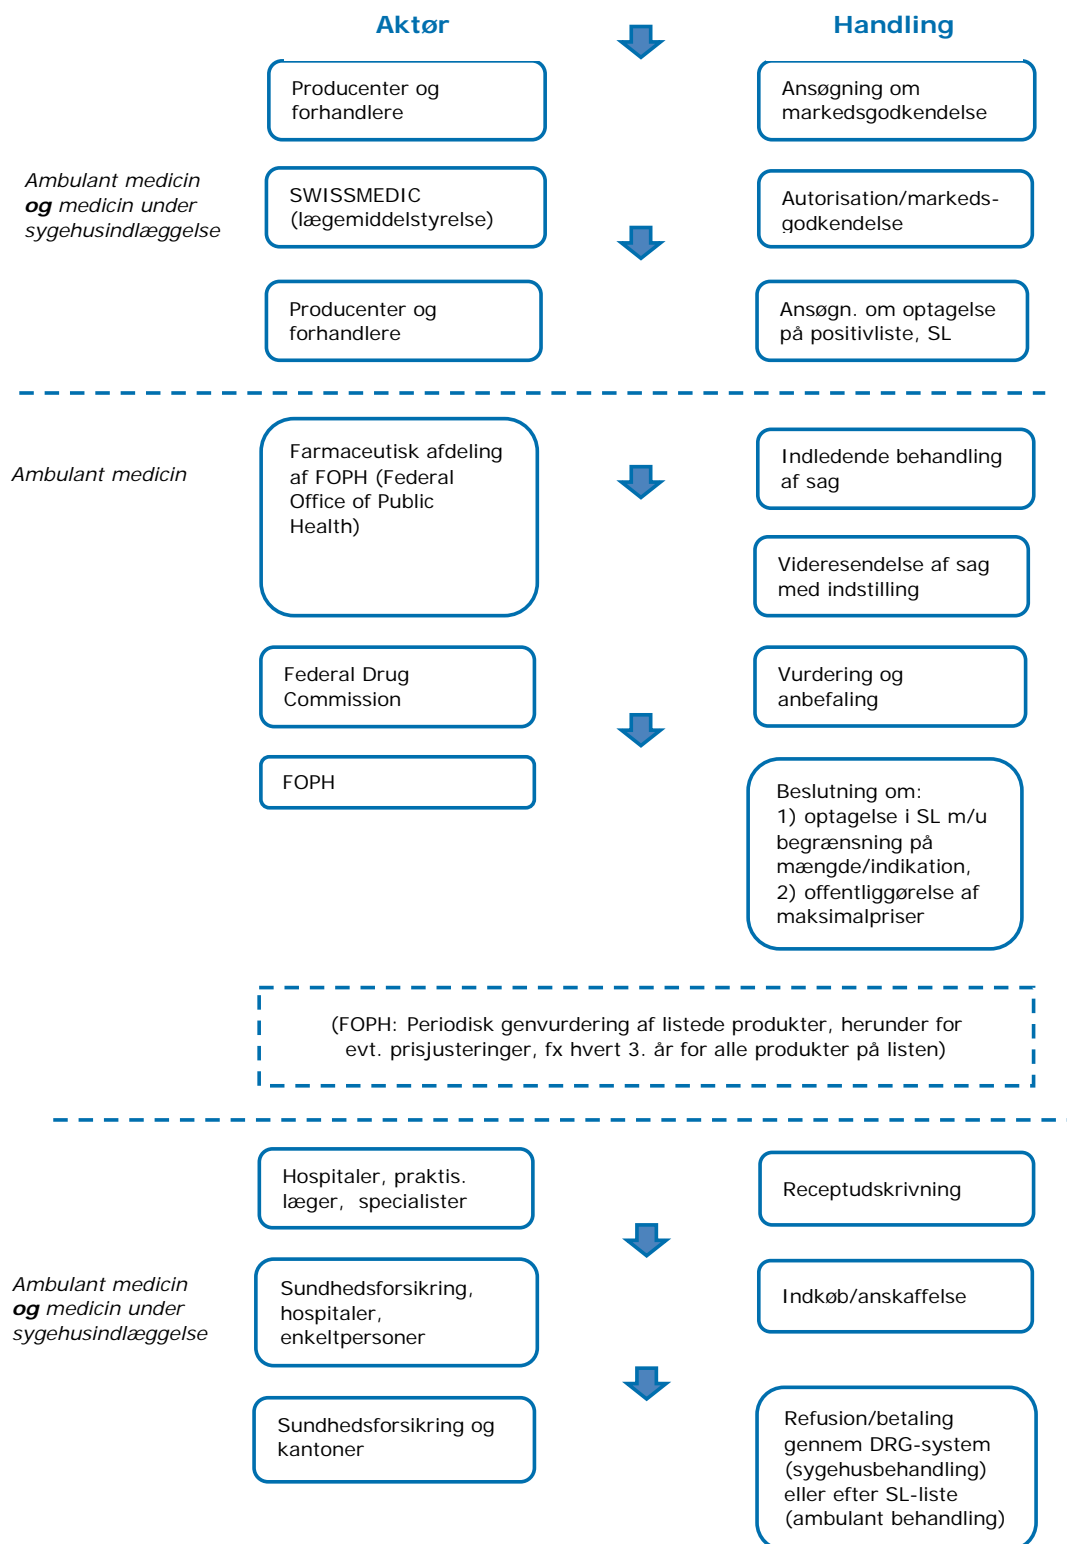 Aktør
Handling
Producenter og
forhandlere
Ansøgning om
markedsgodkendelse
Ambulant medicin
og medicin under
sygehusindlæggelse
SWISSMEDIC
(lægemiddelstyrelse)
Autorisation/markeds-
godkendelse
Producenter og
forhandlere
Ansøgn. om optagelse
på positivliste, SL
Ambulant medicin
Farmaceutisk afdeling
af FOPH (Federal
Office of Public
Health)
Indledende behandling
af sag
Videresendelse af sag
med indstilling
Federal Drug
Commission
Vurdering og
anbefaling
FOPH
Beslutning om:
1) optagelse i SL m/u
begrænsning på
mængde/indikation,
2) offentliggørelse af
maksimalpriser
(FOPH: Periodisk genvurdering af listede produkter, herunder for
evt. prisjusteringer, fx hvert 3. år for alle produkter på listen)
Hospitaler, praktis.
læger, specialister
Receptudskrivning
Ambulant medicin
og medicin under
sygehusindlæggelse
Sundhedsforsikring,
hospitaler,
enkeltpersoner
Indkøb/anskaffelse
Sundhedsforsikring og
kantoner
Refusion/betaling
gennem DRG-system
(sygehusbehandling)
eller efter SL-liste
(ambulant behandling)